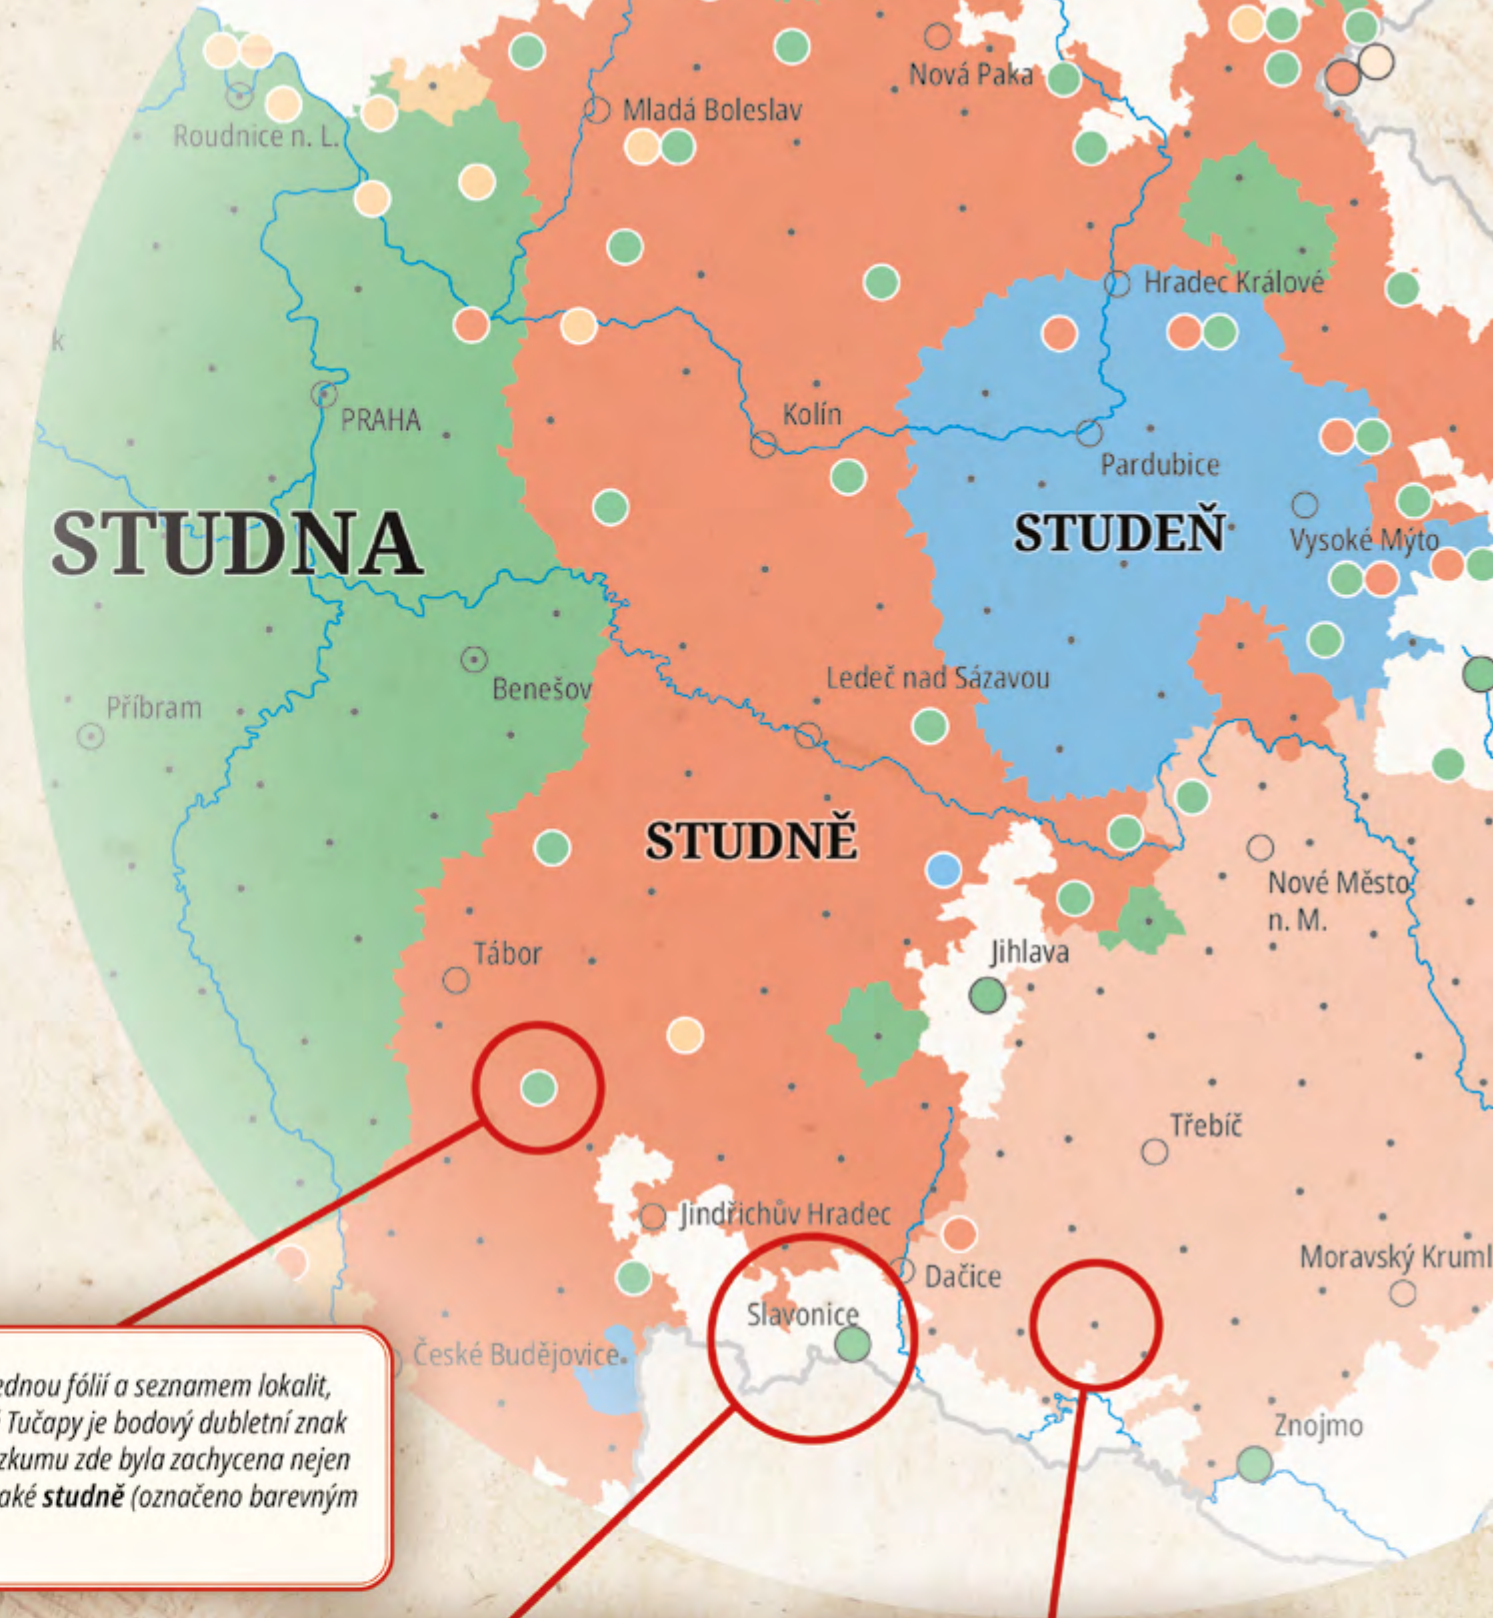 Nová Paka
Mladá Boleslav
Roudnice n. L.
Hradec Králové
k
PRAHA
Kolín
Pardubice
STUDNA
STUDEŇ
Vysoké Mýto
Benešov
Ledeč nad Sázavou
Příbram
STUDNĚ
Nové Město
n. M.
Tábor
Jihlava
Třebíč
Jindřichův Hradec
Moravský Kruml
Dačice
Slavonice
České Budějovice
Znojmo
ednou fólií a seznamem lokalit,
Tučapy je bodový dubletní znak
zkumu zde byla zachycena nejen
aké studně (označeno barevným